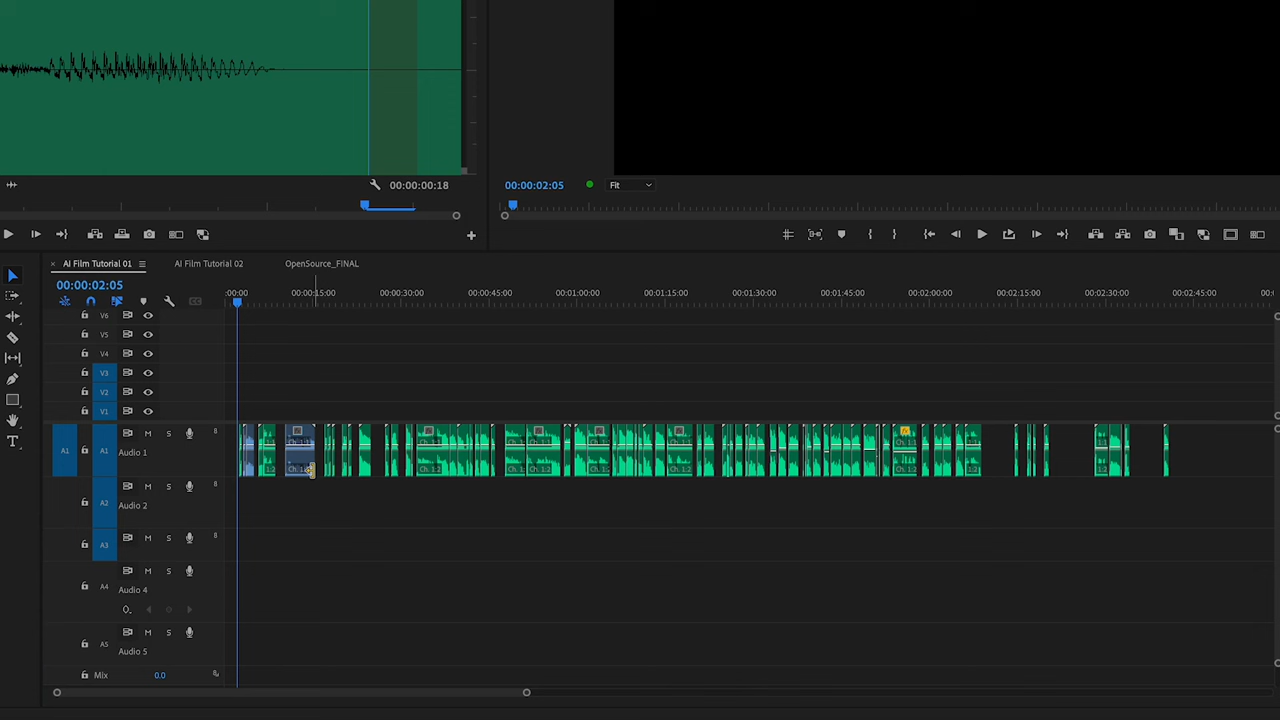 00:00:00:18
00:00:02:05
Fit
× AI Film Tutorial 01
AI Film Tutorial 02
OpenSource_FINAL
00:00:02:05
:00:00
00:00:15:00
00:00:30:00
00:00:45:00
00:01:00:00
00:01:15:00
00:01:30:00
00:01:45:00
00:02:00:00
00:02:15:00
00:02:30:00
00:02:45:00
V6
V5
V4
V3
V2
V1
A1 A1 M S
Audio 1
A2 M S
Audio 2
A3 M S
A4 M S
Audio 4
A5 M S
Audio 5
Mix 0.0